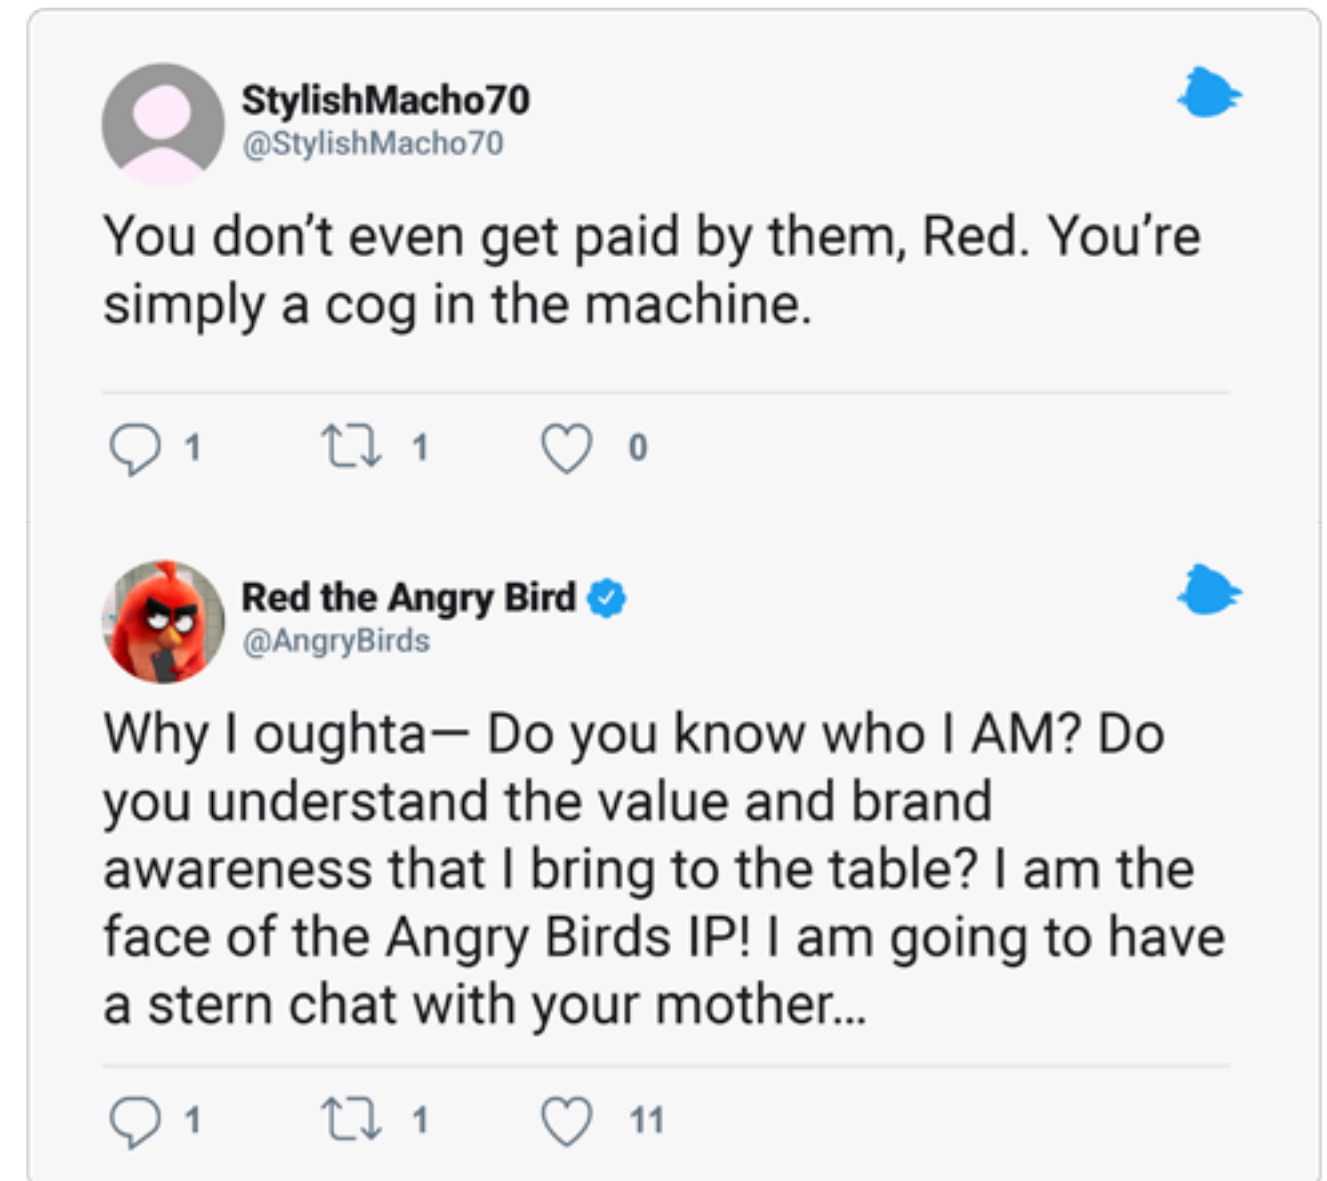 StylishMacho70
@StylishMacho70
You don’t even get paid by them, Red. You’re
simply a cog in the machine.
1 1 0
Red the Angry Bird
@AngryBirds
Why I oughta— Do you know who I AM? Do
you understand the value and brand
awareness that I bring to the table? I am the
face of the Angry Birds IP! I am going to have
a stern chat with your mother...
1 1 11